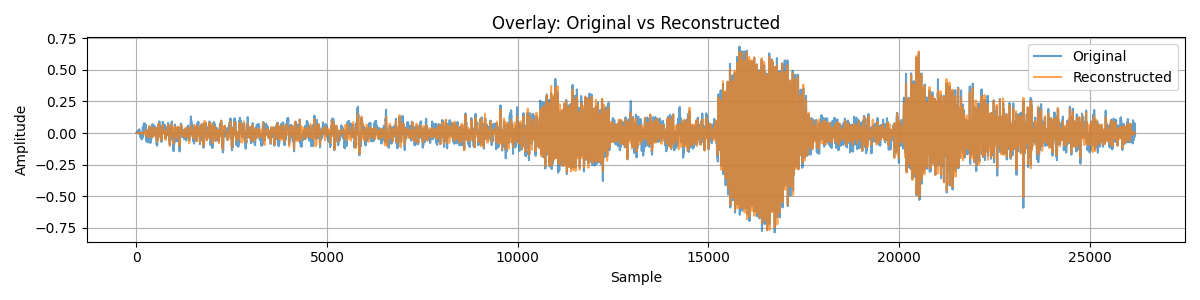 Overlay: Original vs Reconstructed
0.75
0.50
0.25
0.00
−0.25
−0.50
−0.75
Amplitude
Original
Reconstructed
0
5000
10000
15000
20000
25000
Sample